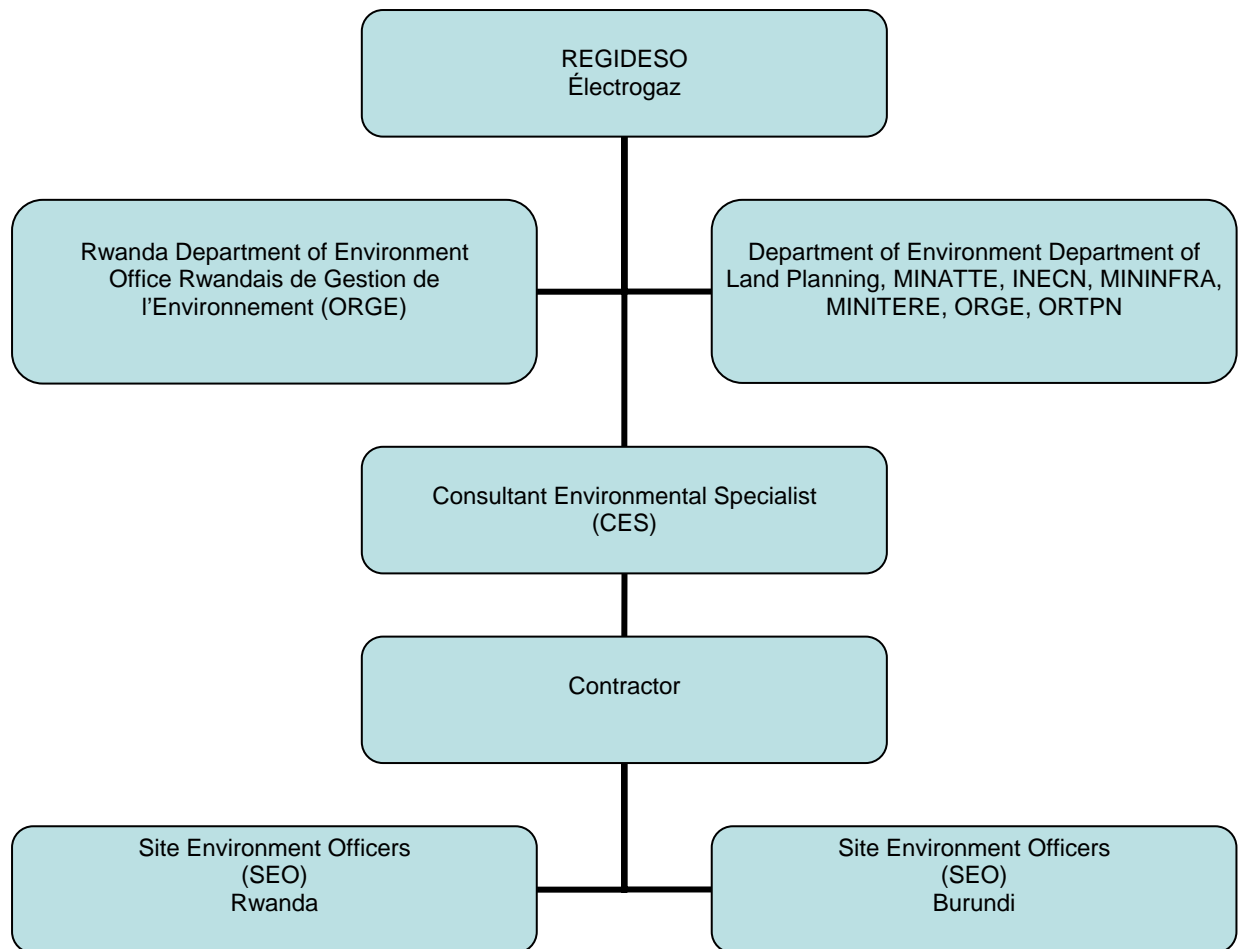 REGIDESO
Électrogaz
Rwanda Department of Environment
Office Rwandais de Gestion de
l'Environnement (ORGE)
Department of Environment Department of
Land Planning, MINATTE, INECN, MININFRA,
MINITERE, ORGE, ORTPN
Consultant Environmental Specialist
(CES)
Contractor
Site Environment Officers
(SEO)
Rwanda
Site Environment Officers
(SEO)
Burundi